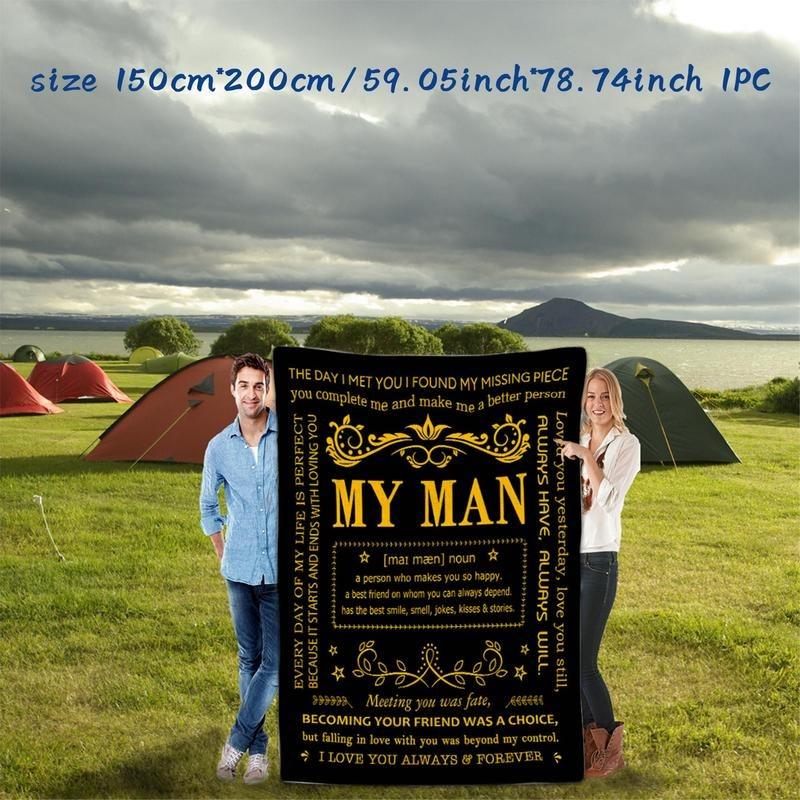 size 150cm*200cm/59.05inch*78.74inch 1PC
THE DAY I MET YOU I FOUND MY MISSING PIECE
you complete me and make me a better person
EVERY DAY OF MY LIFE IS PERFECT
BECAUSE IT STARTS AND ENDS WITH LOVING YOU
Loved you yesterday, love you still,
ALWAYS HAVE, ALWAYS WILL
MY MAN
[maɪ mæn] noun
a person who makes you so happy.
a best friend on whom you can always depend.
has the best smile, smell, jokes, kisses & stories.
Meeting you was fate,
BECOMING YOUR FRIEND WAS A CHOICE,
but falling in love with you was beyond my control.
I LOVE YOU ALWAYS & FOREVER